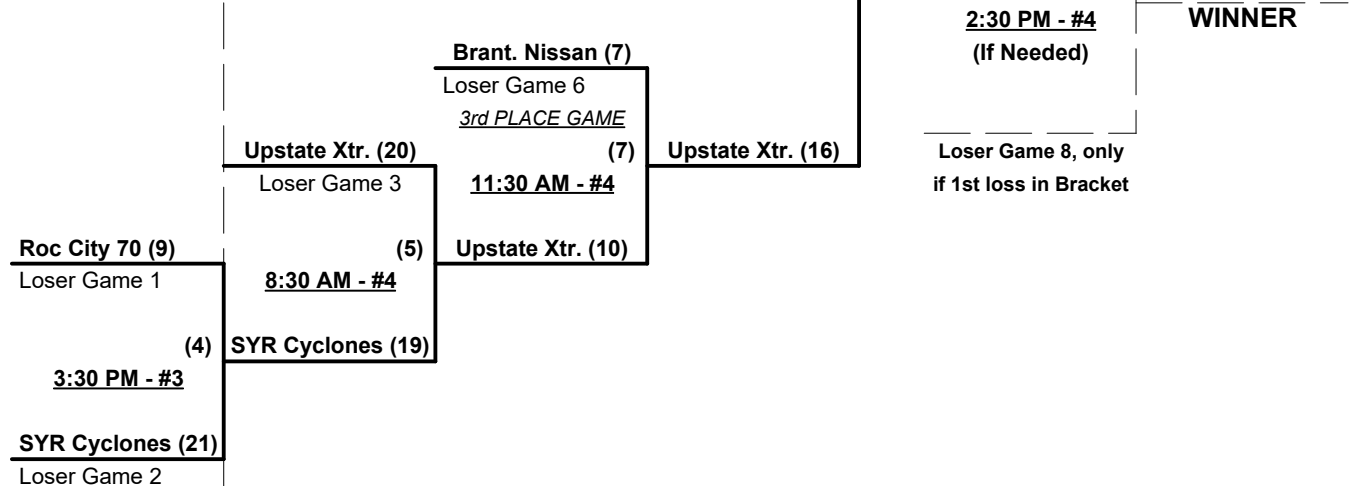 2:30 PM - #4
WINNER
(If Needed)
Brant. Nissan (7)
Loser Game 6
3rd PLACE GAME
Upstate Xtr. (20)
(7)
Upstate Xtr. (16)
Loser Game 8, only
if 1st loss in Bracket
Loser Game 3
11:30 AM - #4
Roc City 70 (9)
(5)
Upstate Xtr. (10)
Loser Game 1
8:30 AM - #4
(4)
SYR Cyclones (19)
3:30 PM - #3
SYR Cyclones (21)
Loser Game 2